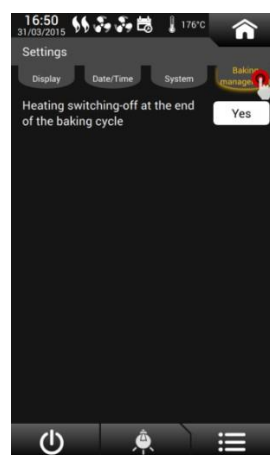 16:50
31/03/2015
176°C
Settings
Display
Date/Time
System
Baking
Heating switching-off at the end
of the baking cycle
Yes